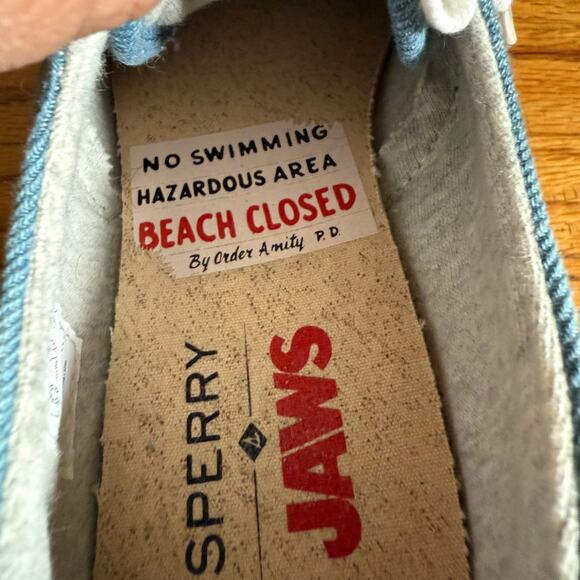 NO SWIMMING
HAZARDOUS AREA
BEACH CLOSED
By Order Amity P.D.
SPERRY
JAWS